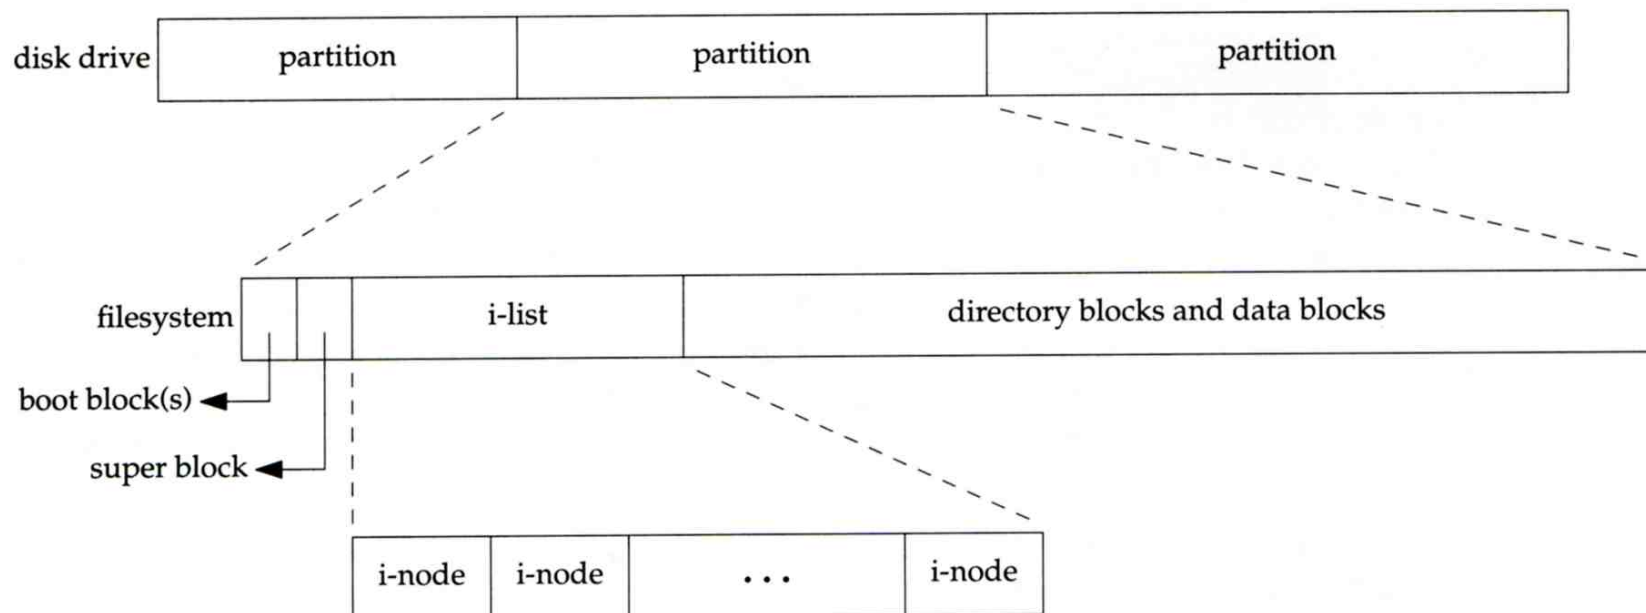 disk drive
partition
partition
partition
filesystem
i-list
directory blocks and data blocks
boot block(s)
super block
i-node
i-node
...
i-node